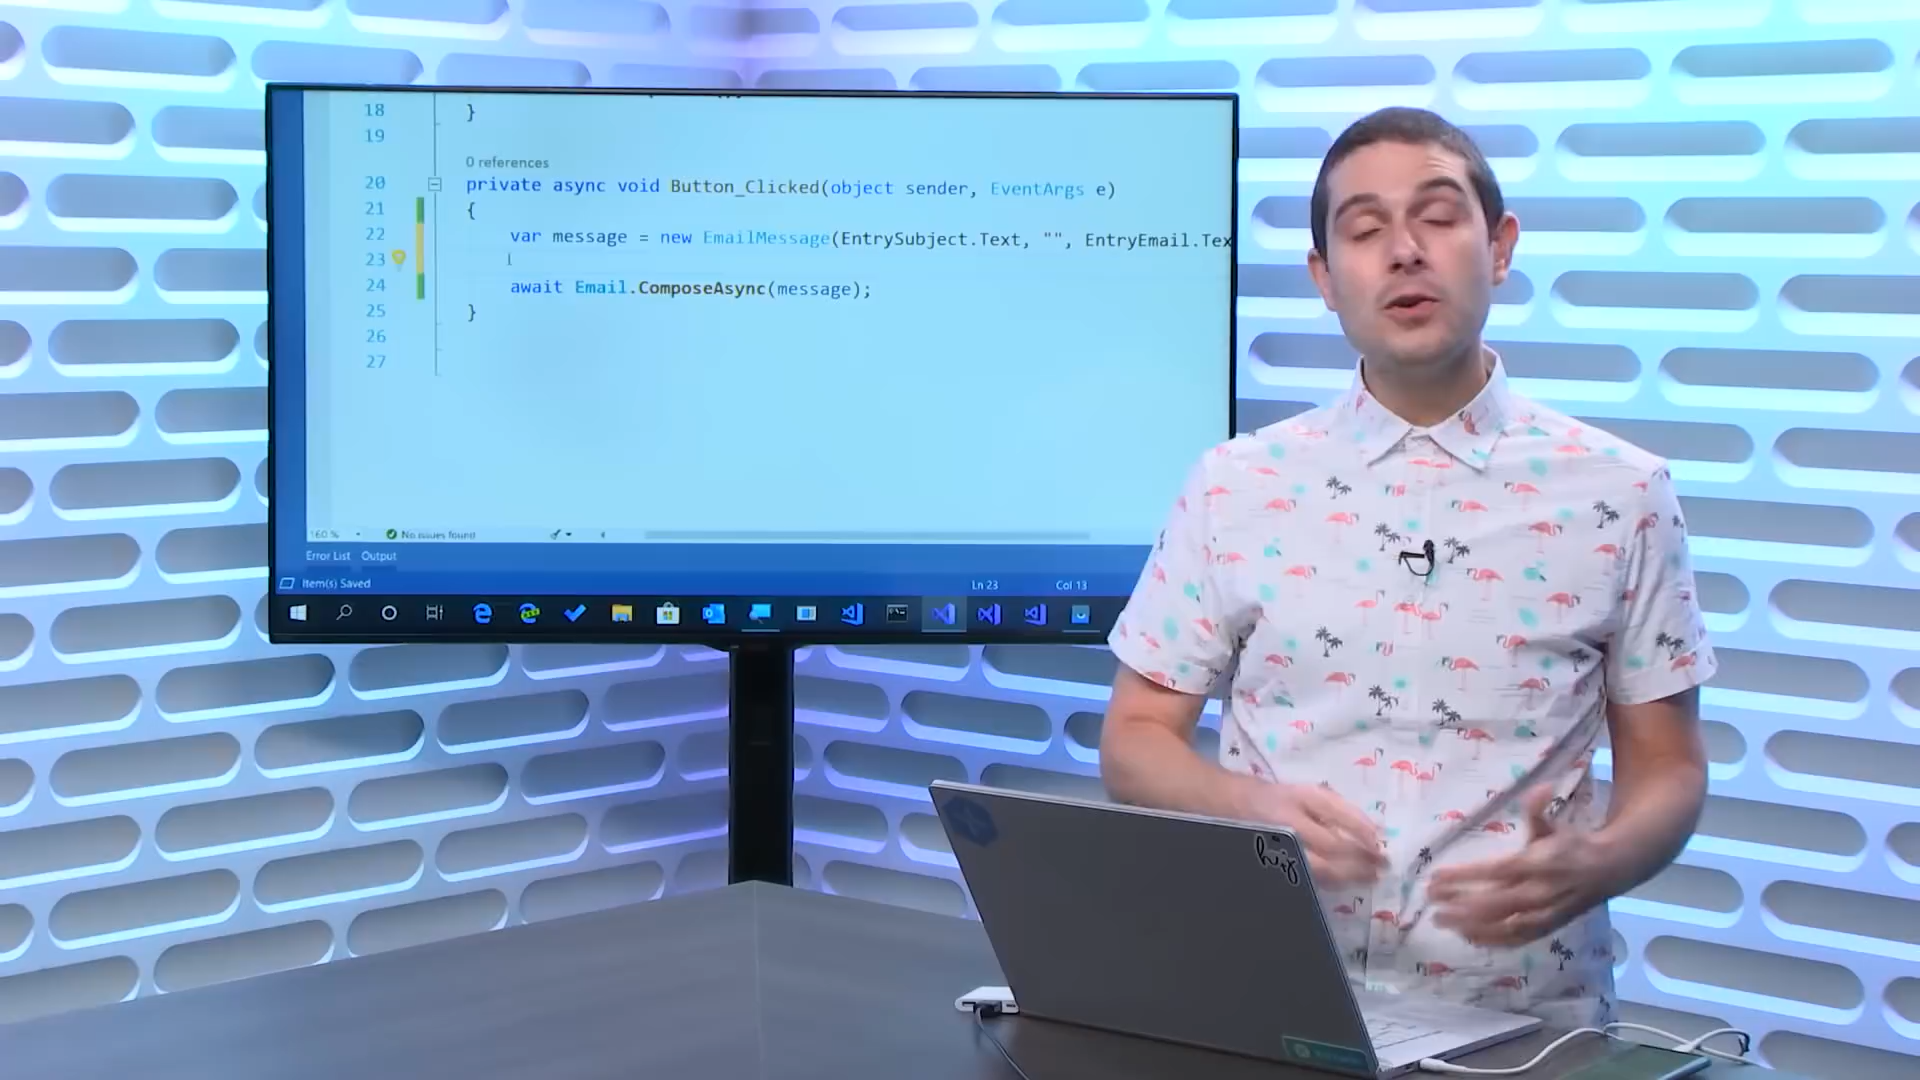 18 }
19
0 references
20 private async void Button_Clicked(object sender, EventArgs e)
21 {
22 var message = new EmailMessage(EntrySubject.Text, "", EntryEmail.Tex
23
24 await Email.ComposeAsync(message);
25 }
26
27
160 % No issues found
Error List Output
Item(s) Saved Ln 23 Col 13